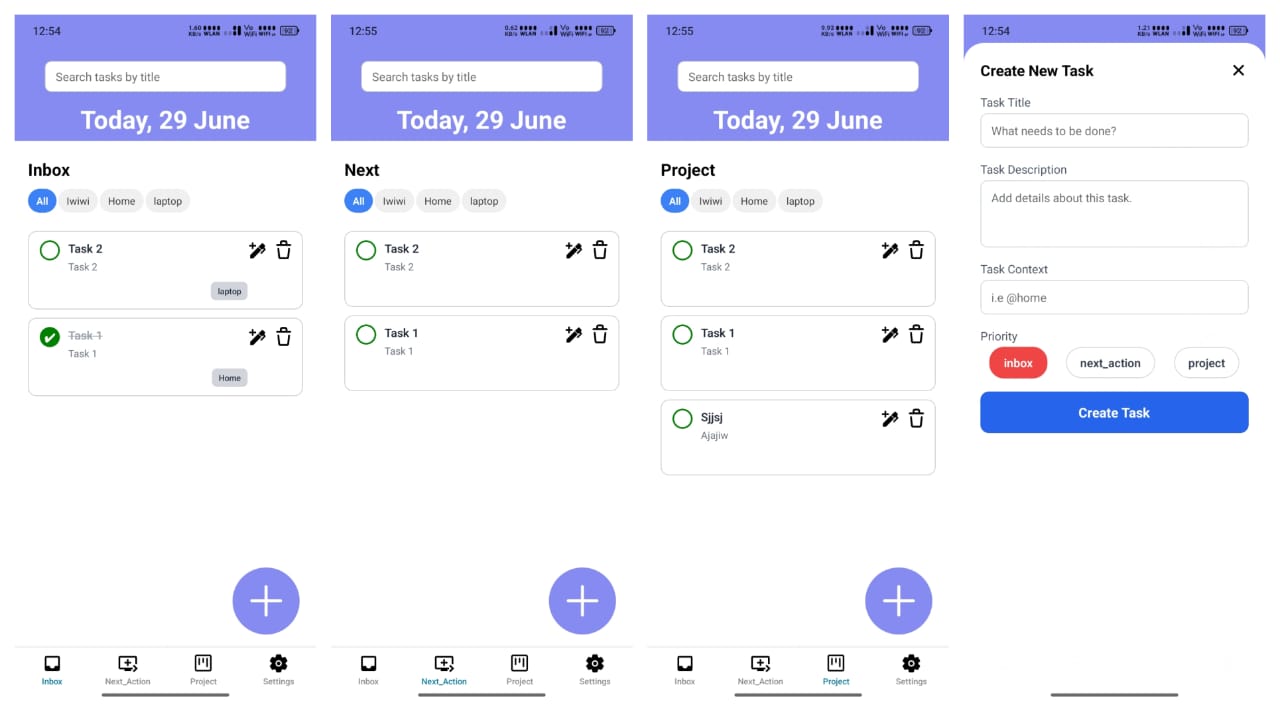 12:54
1.60 KB/s WLAN Vo WiFi WIFI 92
Search tasks by title
Today, 29 June
Inbox
All Iwiwi Home laptop
Task 2
Task 2
laptop
Task 1
Task 1
Home
Inbox Next_Action Project Settings
12:55
0.62 KB/s WLAN Vo WiFi WIFI 92
Search tasks by title
Today, 29 June
Next
All Iwiwi Home laptop
Task 2
Task 2
Task 1
Task 1
Inbox Next_Action Project Settings
12:55
KB/s WLAN Vo WiFi WIFI 92
Search tasks by title
Today, 29 June
Project
All Iwiwi Home laptop
Task 2
Task 2
Task 1
Task 1
Sjjsj
Ajajiw
Inbox Next_Action Project Settings
12:54
1.21 KB/s WLAN Vo WiFi WIFI 92
Create New Task
Task Title
What needs to be done?
Task Description
Add details about this task.
Task Context
i.e @home
Priority
inbox next_action project
Create Task